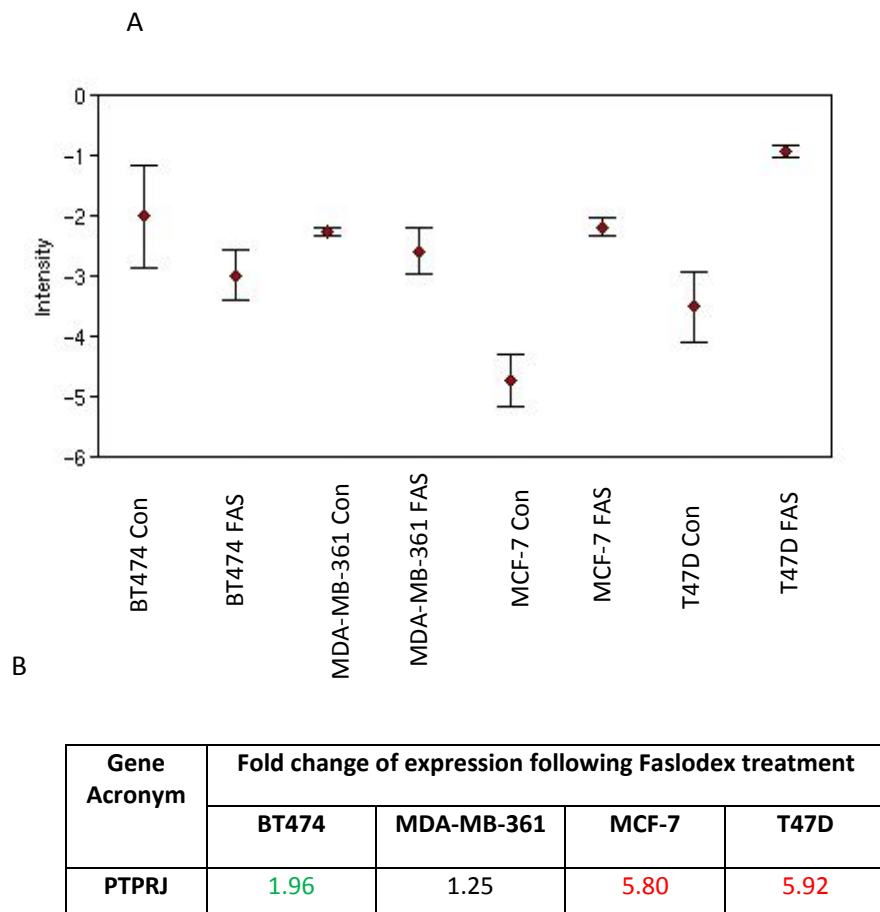 A
0
−1
−2
−3
−4
−5
−6
Intensity
BT474 Con
BT474 FAS
MDA-MB-361 Con
MDA-MB-361 FAS
MCF-7 Con
MCF-7 FAS
T47D Con
T47D FAS
B
Gene Acronym
Fold change of expression following Faslodex treatment
BT474 MDA-MB-361 MCF-7 T47D
PTPRJ 1.96 1.25 5.80 5.92